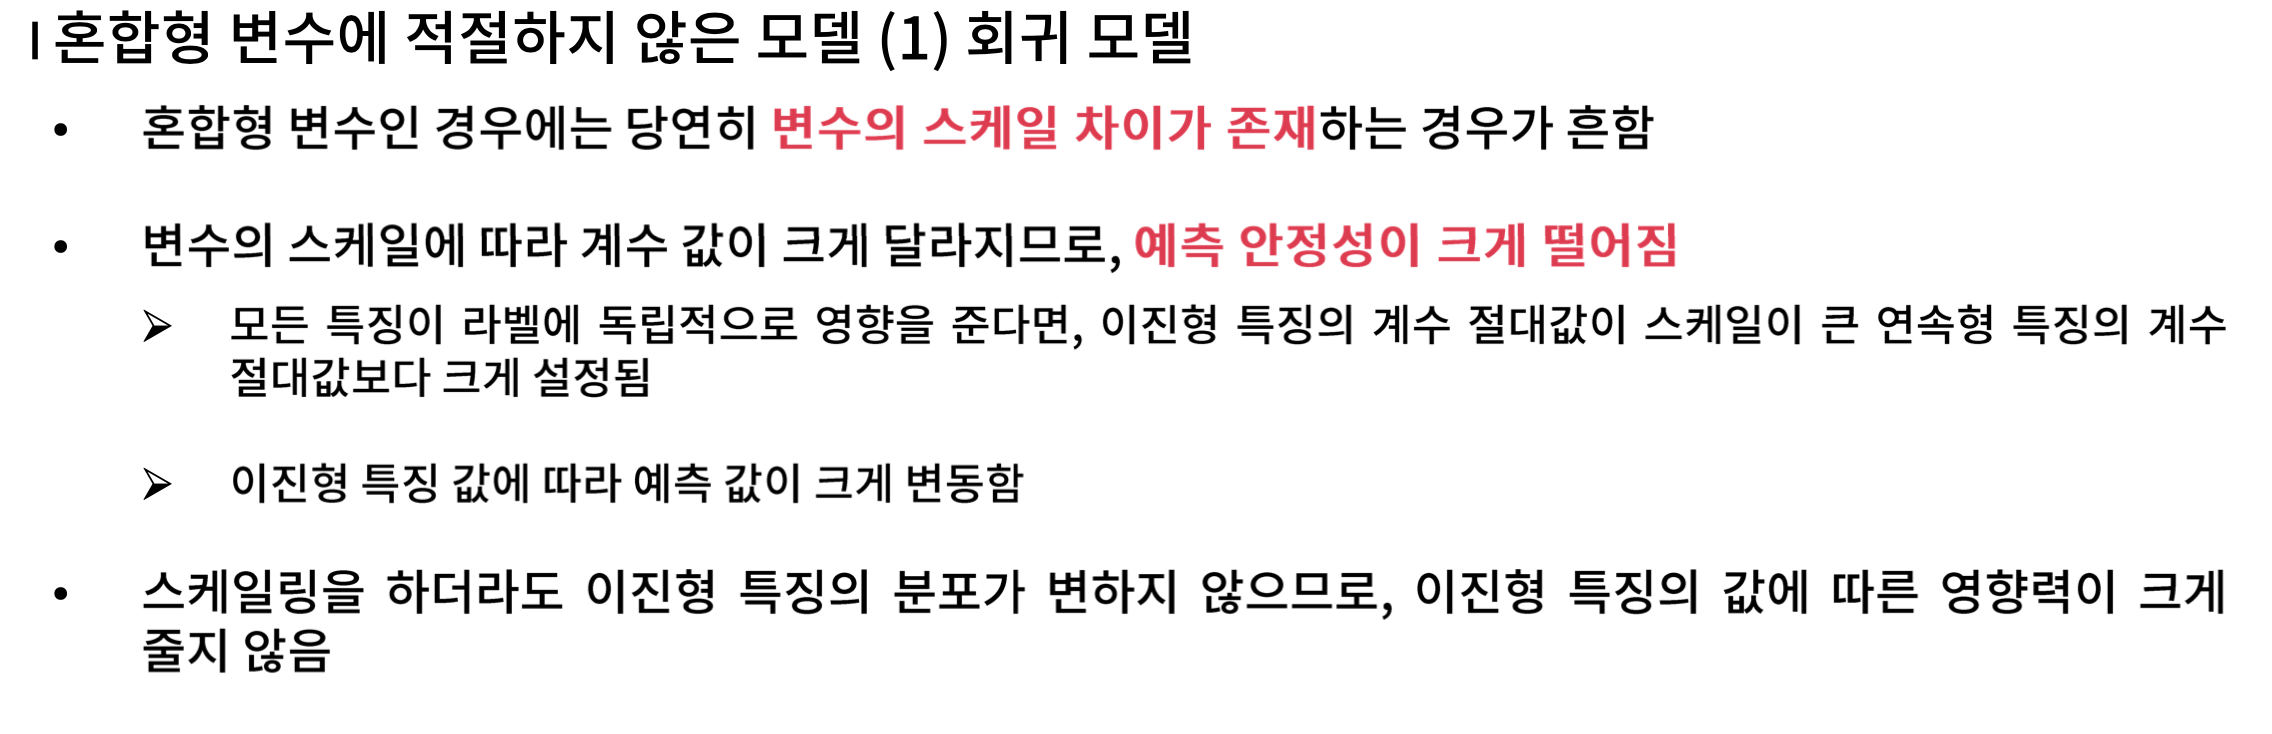 | 혼합형 변수에 적절하지 않은 모델 (1) 회귀 모델
• 혼합형 변수인 경우에는 당연히 변수의 스케일 차이가 존재하는 경우가 흔함
• 변수의 스케일에 따라 계수 값이 크게 달라지므로, 예측 안정성이 크게 떨어짐
➢ 모든 특징이 라벨에 독립적으로 영향을 준다면, 이진형 특징의 계수 절대값이 스케일이 큰 연속형 특징의 계수
절대값보다 크게 설정됨
➢ 이진형 특징 값에 따라 예측 값이 크게 변동함
• 스케일링을 하더라도 이진형 특징의 분포가 변하지 않으므로, 이진형 특징의 값에 따른 영향력이 크게
줄지 않음